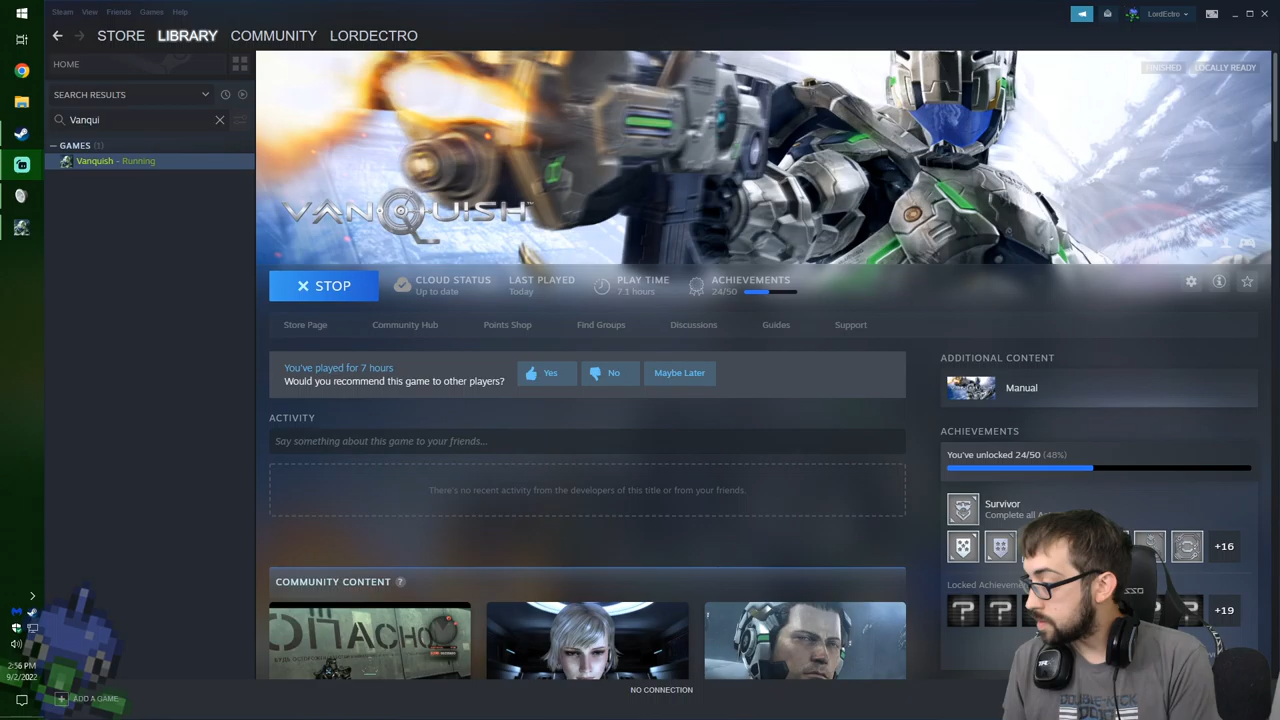 Steam View Friends Games Help
LordEctro
STORE LIBRARY COMMUNITY LORDECTRO
HOME
SEARCH RESULTS
Vanqui
GAMES (1)
Vanquish - Running
FINISHED LOCALLY READY
VANQUISH
STOP
CLOUD STATUS
Up to date
LAST PLAYED
Today
PLAY TIME
7.1 hours
ACHIEVEMENTS
24/50
Store Page Community Hub Points Shop Find Groups Discussions Guides Support
You've played for 7 hours
Would you recommend this game to other players?
Yes No Maybe Later
ACTIVITY
Say something about this game to your friends...
There's no recent activity from the developers of this title or from your friends.
COMMUNITY CONTENT ?
ADDITIONAL CONTENT
Manual
ACHIEVEMENTS
You've unlocked 24/50 (48%)
Survivor
Complete all
+16
Locked
+19
2:56 PM
9/2/2022
ADD A GAME
NO CONNECTION
DOUBLE-KICK